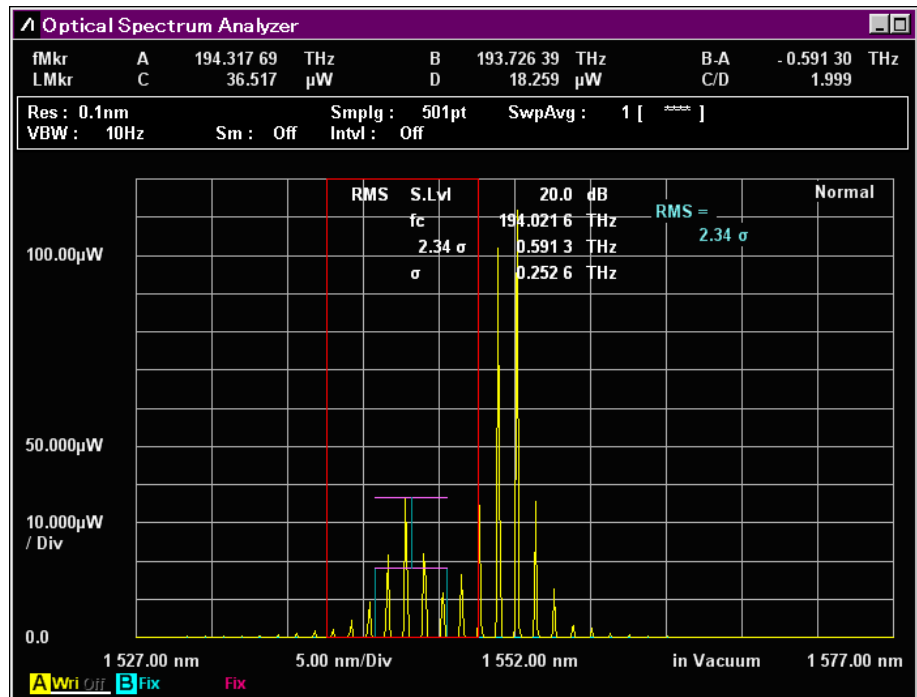 Optical Spectrum Analyzer
fMkr A 194.317 69 THz B 193.726 39 THz B-A - 0.591 30 THz
LMkr C 36.517 µW D 18.259 µW C/D 1.999
Res : 0.1nm Smplg : 501pt SwpAvg : 1 [ **** ]
VBW : 10Hz Sm : Off Intvl : Off
RMS S.Lvl 20.0 dB Normal
fc 194.021 6 THz RMS =
2.34 σ 0.591 3 THz 2.34 σ
σ 0.252 6 THz
100.00µW
50.000µW
10.000µW
/ Div
0.0
1 527.00 nm 5.00 nm/Div 1 552.00 nm in Vacuum 1 577.00 nm
A Wri Off B Fix Fix